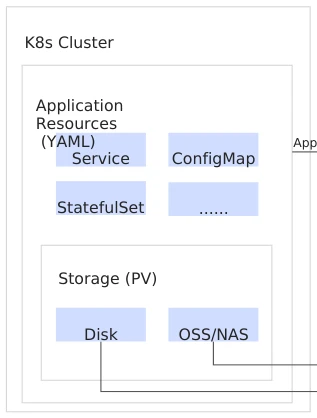 K8s Cluster
Application
Resources
(YAML)
Service
ConfigMap
App
StatefulSet
......
Storage (PV)
Disk
OSS/NAS